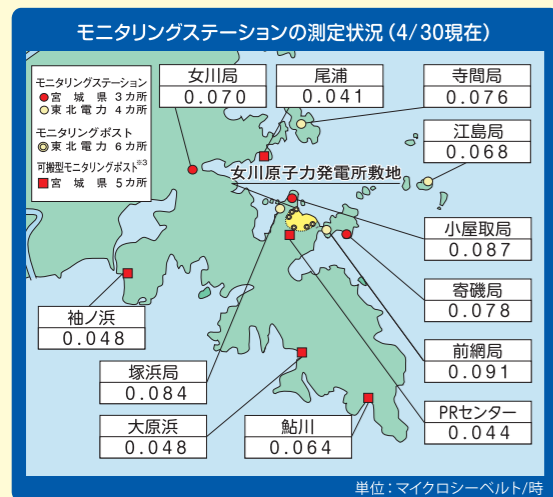 モニタリングステーションの測定状況(4/30現在)
モニタリングステーション
宮城県3カ所
東北電力4カ所
モニタリングポスト
東北電力6カ所
可搬型モニタリングポスト※3
宮城県5カ所
女川局
0.070
尾浦
0.041
寺間局
0.076
江島局
0.068
女川原子力発電所敷地
小屋取局
0.087
寄磯局
0.078
前網局
0.091
PRセンター
0.044
袖ノ浜
0.048
塚浜局
0.084
大原浜
0.048
鮎川
0.064
単位:マイクロシーベルト/時